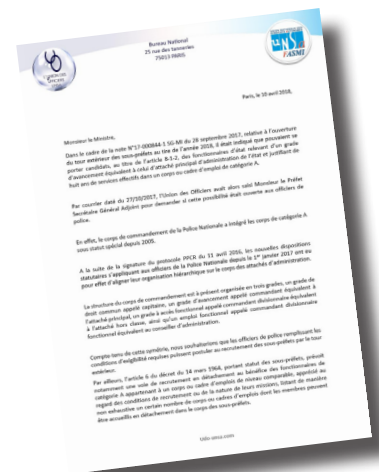 Bureau National
25 rue des tanneries
75013 PARIS
UNSA
FASMI
Paris, le 10 avril 2018,
Monsieur le Ministre,
Dans le cadre de la note N°17-000844-1 SG-MI du 26 septembre 2017, relative à l'ouverture
du tour extérieur des sous-préfets au titre de l'année 2018, il était indiqué que pouvaient se
porter candidats, au titre de l'article 8-1-2, des fonctionnaires d'état relevant d'un grade
d'avancement équivalent à celui d'attaché principal d'administration de l'état et justifiant de
huit ans de services effectifs dans un corps ou cadre d'emploi de catégorie A.
Par courrier daté du 27/10/2017, l'Union des Officiers avait alors saisi Monsieur le Préfet
Secrétaire Général Adjoint pour demander si cette possibilité était ouverte aux officiers de
police.
En effet, le corps de commandement de la Police Nationale a intégré les corps de catégorie A
sous statut spécial depuis 2005.
A la suite de la signature du protocole PPCR du 11 avril 2016, les nouvelles dispositions
statutaires s'appliquant aux officiers de la Police Nationale depuis le 1er janvier 2017 ont eu
pour effet d'aligner leur organisation hiérarchique sur le corps des attachés d'administration.
La structure du corps de commandement est à présent organisée en trois grades, un grade de
droit commun appelé capitaine, un grade d'avancement appelé commandant équivalent à
l'attaché principal, un grade à accès fonctionnel appelé commandant divisionnaire équivalent
à l'attaché hors classe, ainsi qu'un emploi fonctionnel appelé commandant divisionnaire
fonctionnel équivalent au conseiller d'administration.
Compte tenu de cette symétrie, nous souhaiterions que les officiers de police remplissant les
conditions d'éligibilité requises puissent postuler au recrutement des sous-préfets par le tour
extérieur.
Par ailleurs, l'article 6 du décret du 14 mars 1964, portant statut des sous-préfets, prévoit
notamment une voie de recrutement en détachement au bénéfice des fonctionnaires de
catégorie A appartenant à un corps ou cadre d'emplois de niveau comparable, apprécié au
regard des conditions de recrutement ou de la nature de leurs missions, listant de manière
non exhaustive un certain nombre de corps ou cadres d'emplois dont les membres peuvent
être accueillis en détachement dans le corps des sous-préfets.